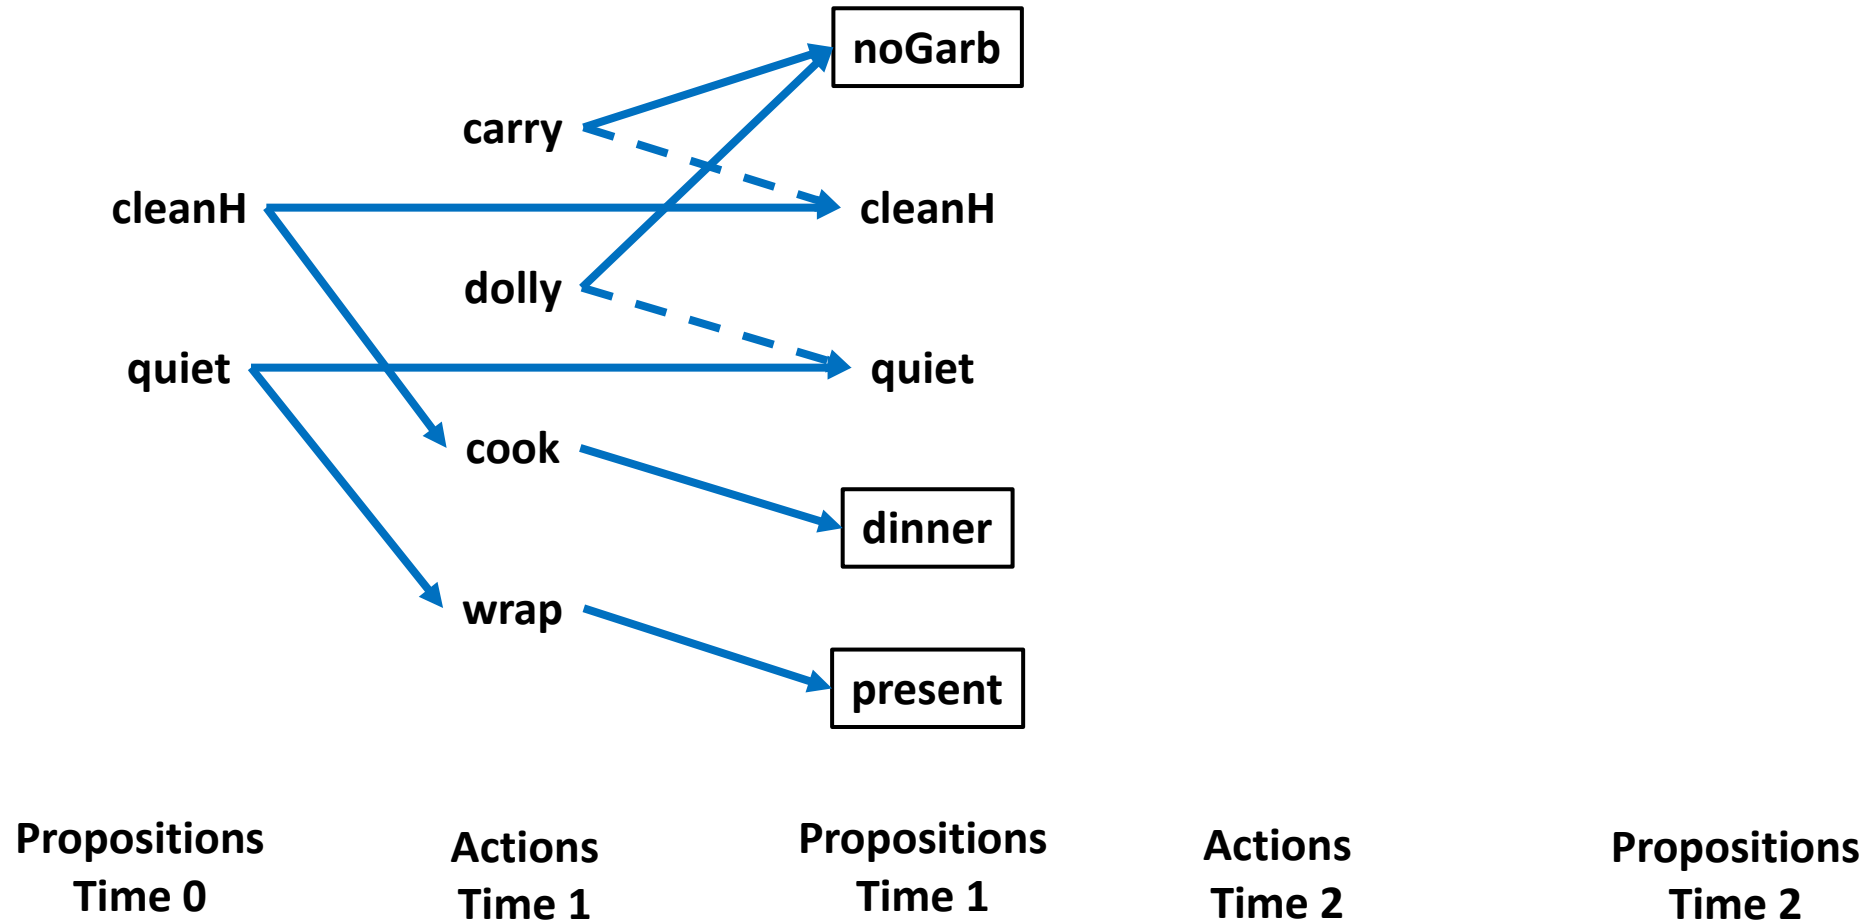 noGarb
carry
cleanH
cleanH
dolly
quiet
quiet
cook
dinner
wrap
present
Propositions
Time 0
Actions
Time 1
Propositions
Time 1
Actions
Time 2
Propositions
Time 2